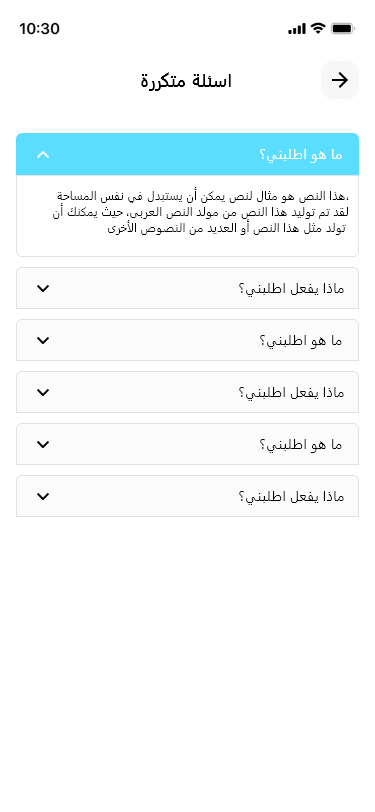 10:30
اسئلة متكررة
ما هو اطلبني؟
هذا النص هو مثال لنص يمكن أن يستبدل في نفس المساحة،
لقد تم توليد هذا النص من مولد النص العربى، حيث يمكنك أن
تولد مثل هذا النص أو العديد من النصوص الأخرى
ماذا يفعل اطلبني؟
ما هو اطلبني؟
ماذا يفعل اطلبني؟
ما هو اطلبني؟
ماذا يفعل اطلبني؟